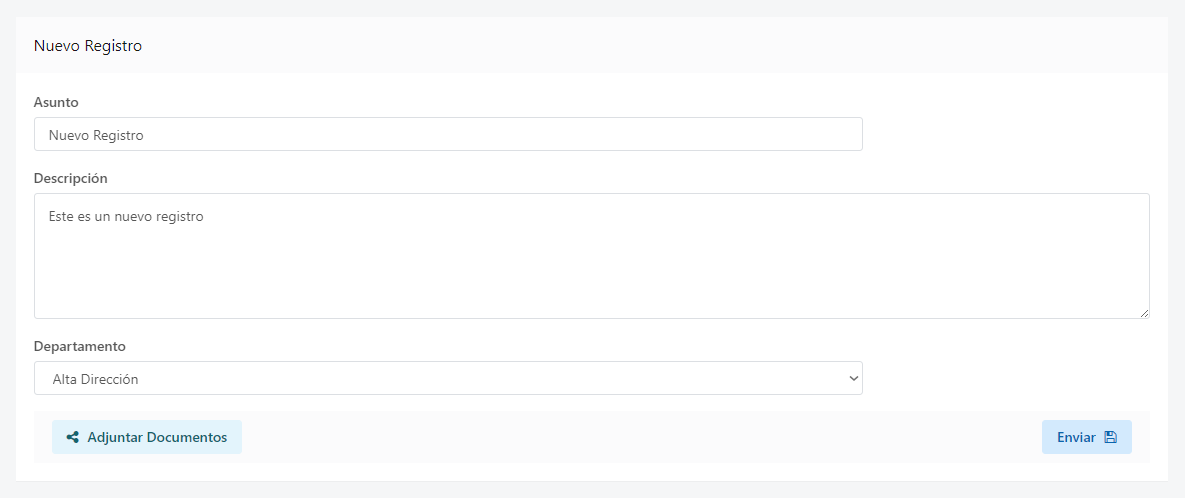 Nuevo Registro
Asunto
Nuevo Registro
Descripción
Este es un nuevo registro
Departamento
Alta Dirección
Adjuntar Documentos
Enviar